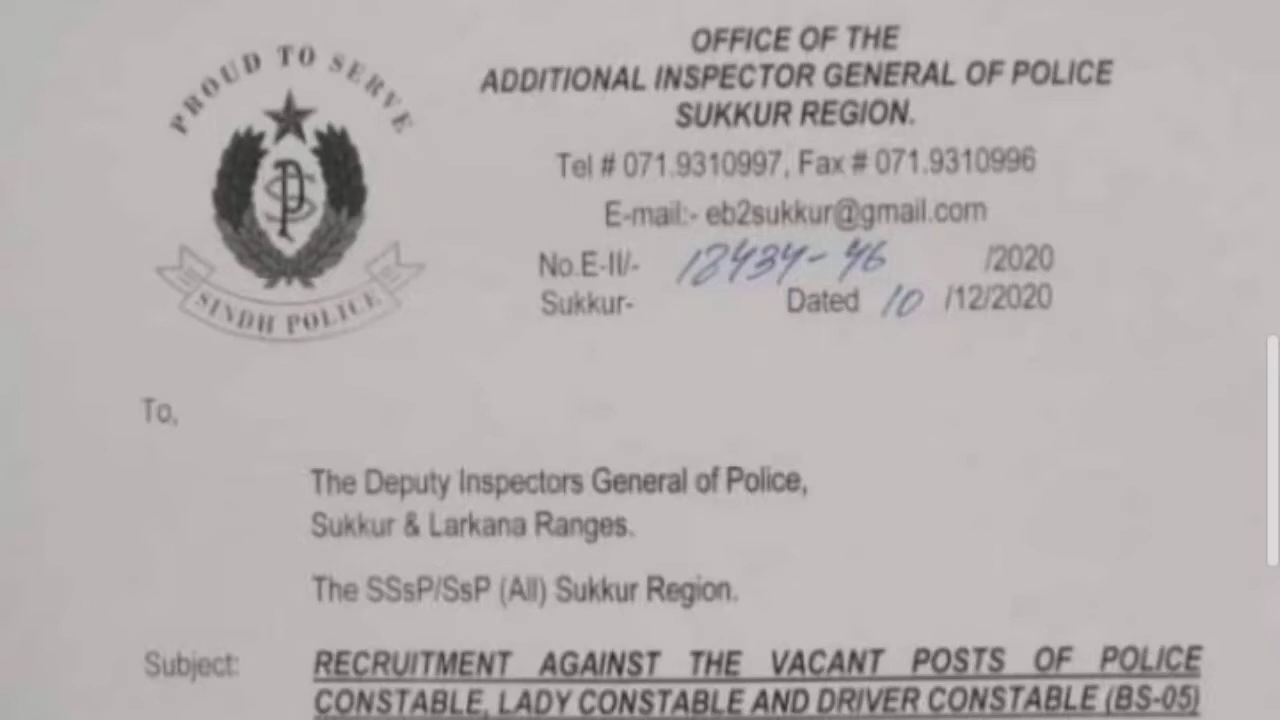 PROUD TO SERVE
SINDH POLICE
OFFICE OF THE
ADDITIONAL INSPECTOR GENERAL OF POLICE
SUKKUR REGION.
Tel # 071.9310997, Fax # 071.9310996
E-mail:- eb2sukkur@gmail.com
No.E-II/- 18434-46 /2020
Sukkur- Dated 10 /12/2020
To,
The Deputy Inspectors General of Police,
Sukkur & Larkana Ranges.
The SSsP/SsP (All) Sukkur Region.
Subject: RECRUITMENT AGAINST THE VACANT POSTS OF POLICE
CONSTABLE, LADY CONSTABLE AND DRIVER CONSTABLE (BS-05)